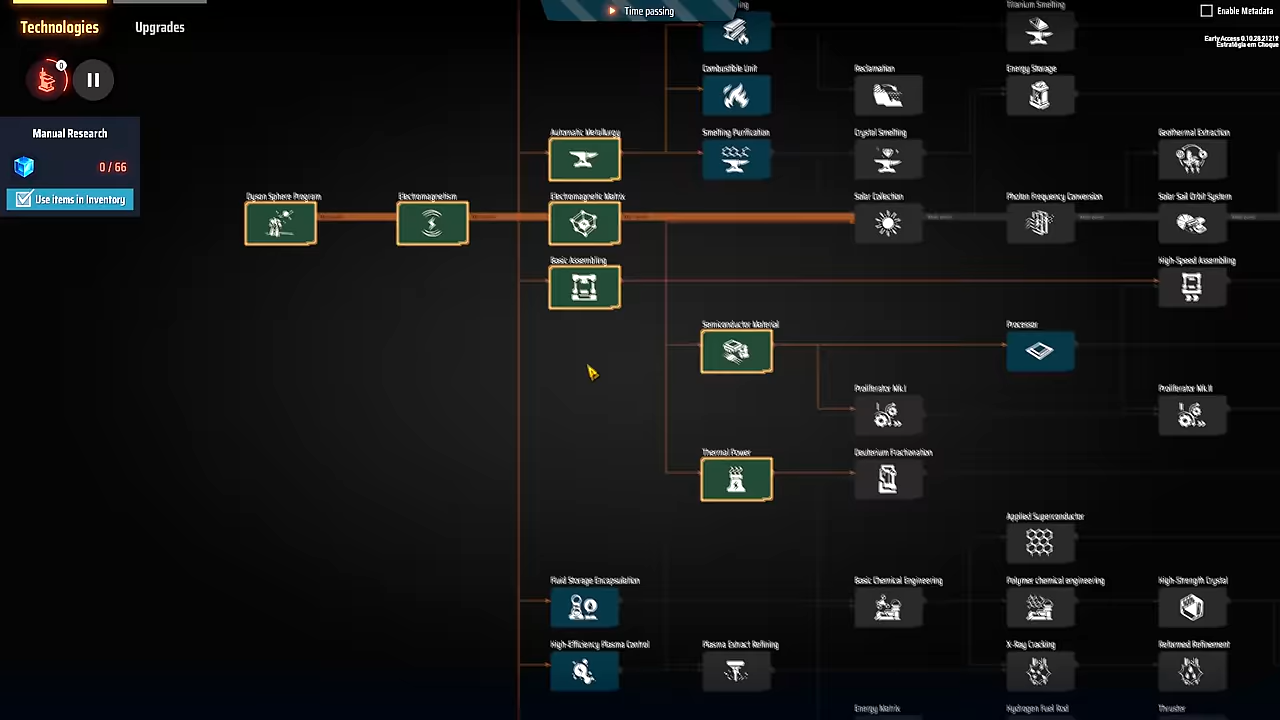 Technologies
Upgrades
Time passing
Enable Metadata
Early Access 0.10.28.21219
Estratégia em Choque
0
Manual Research
0 / 66
Use Items in Inventory
Titanium Smelting
Combustible Unit
Reclamation
Energy Storage
Automatic Metallurgy
Smelting Purification
Crystal Smelting
Geothermal Extraction
Dyson Sphere Program
Electromagnetism
Electromagnetic Matrix
Solar Collection
Photon Frequency Conversion
Solar Sail Orbit System
Basic Assembling
High-Speed Assembling
Semiconductor Material
Processor
Proliferator Mk.I
Proliferator Mk.II
Thermal Power
Deuterium Fractionation
Applied Superconductor
Fluid Storage Encapsulation
Basic Chemical Engineering
Polymer chemical engineering
High-Strength Crystal
High-Efficiency Plasma Control
Plasma Extract Refining
X-Ray Cracking
Reformed Refinement
Energy Matrix
Hydrogen Fuel Rod
Thruster